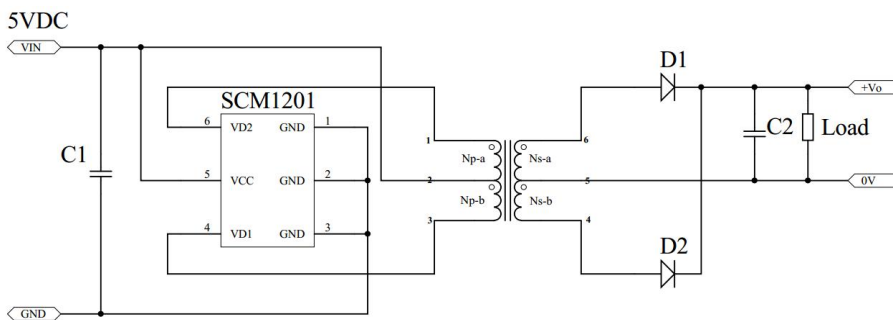 5VDC
VIN
D1
SCM1201
+Vo
6 VD2 GND 1
1 6
C2 Load
C1
Np-a Ns-a
5 VCC GND 2
2 5
0V
Np-b Ns-b
4 VD1 GND 3
3 4
D2
GND